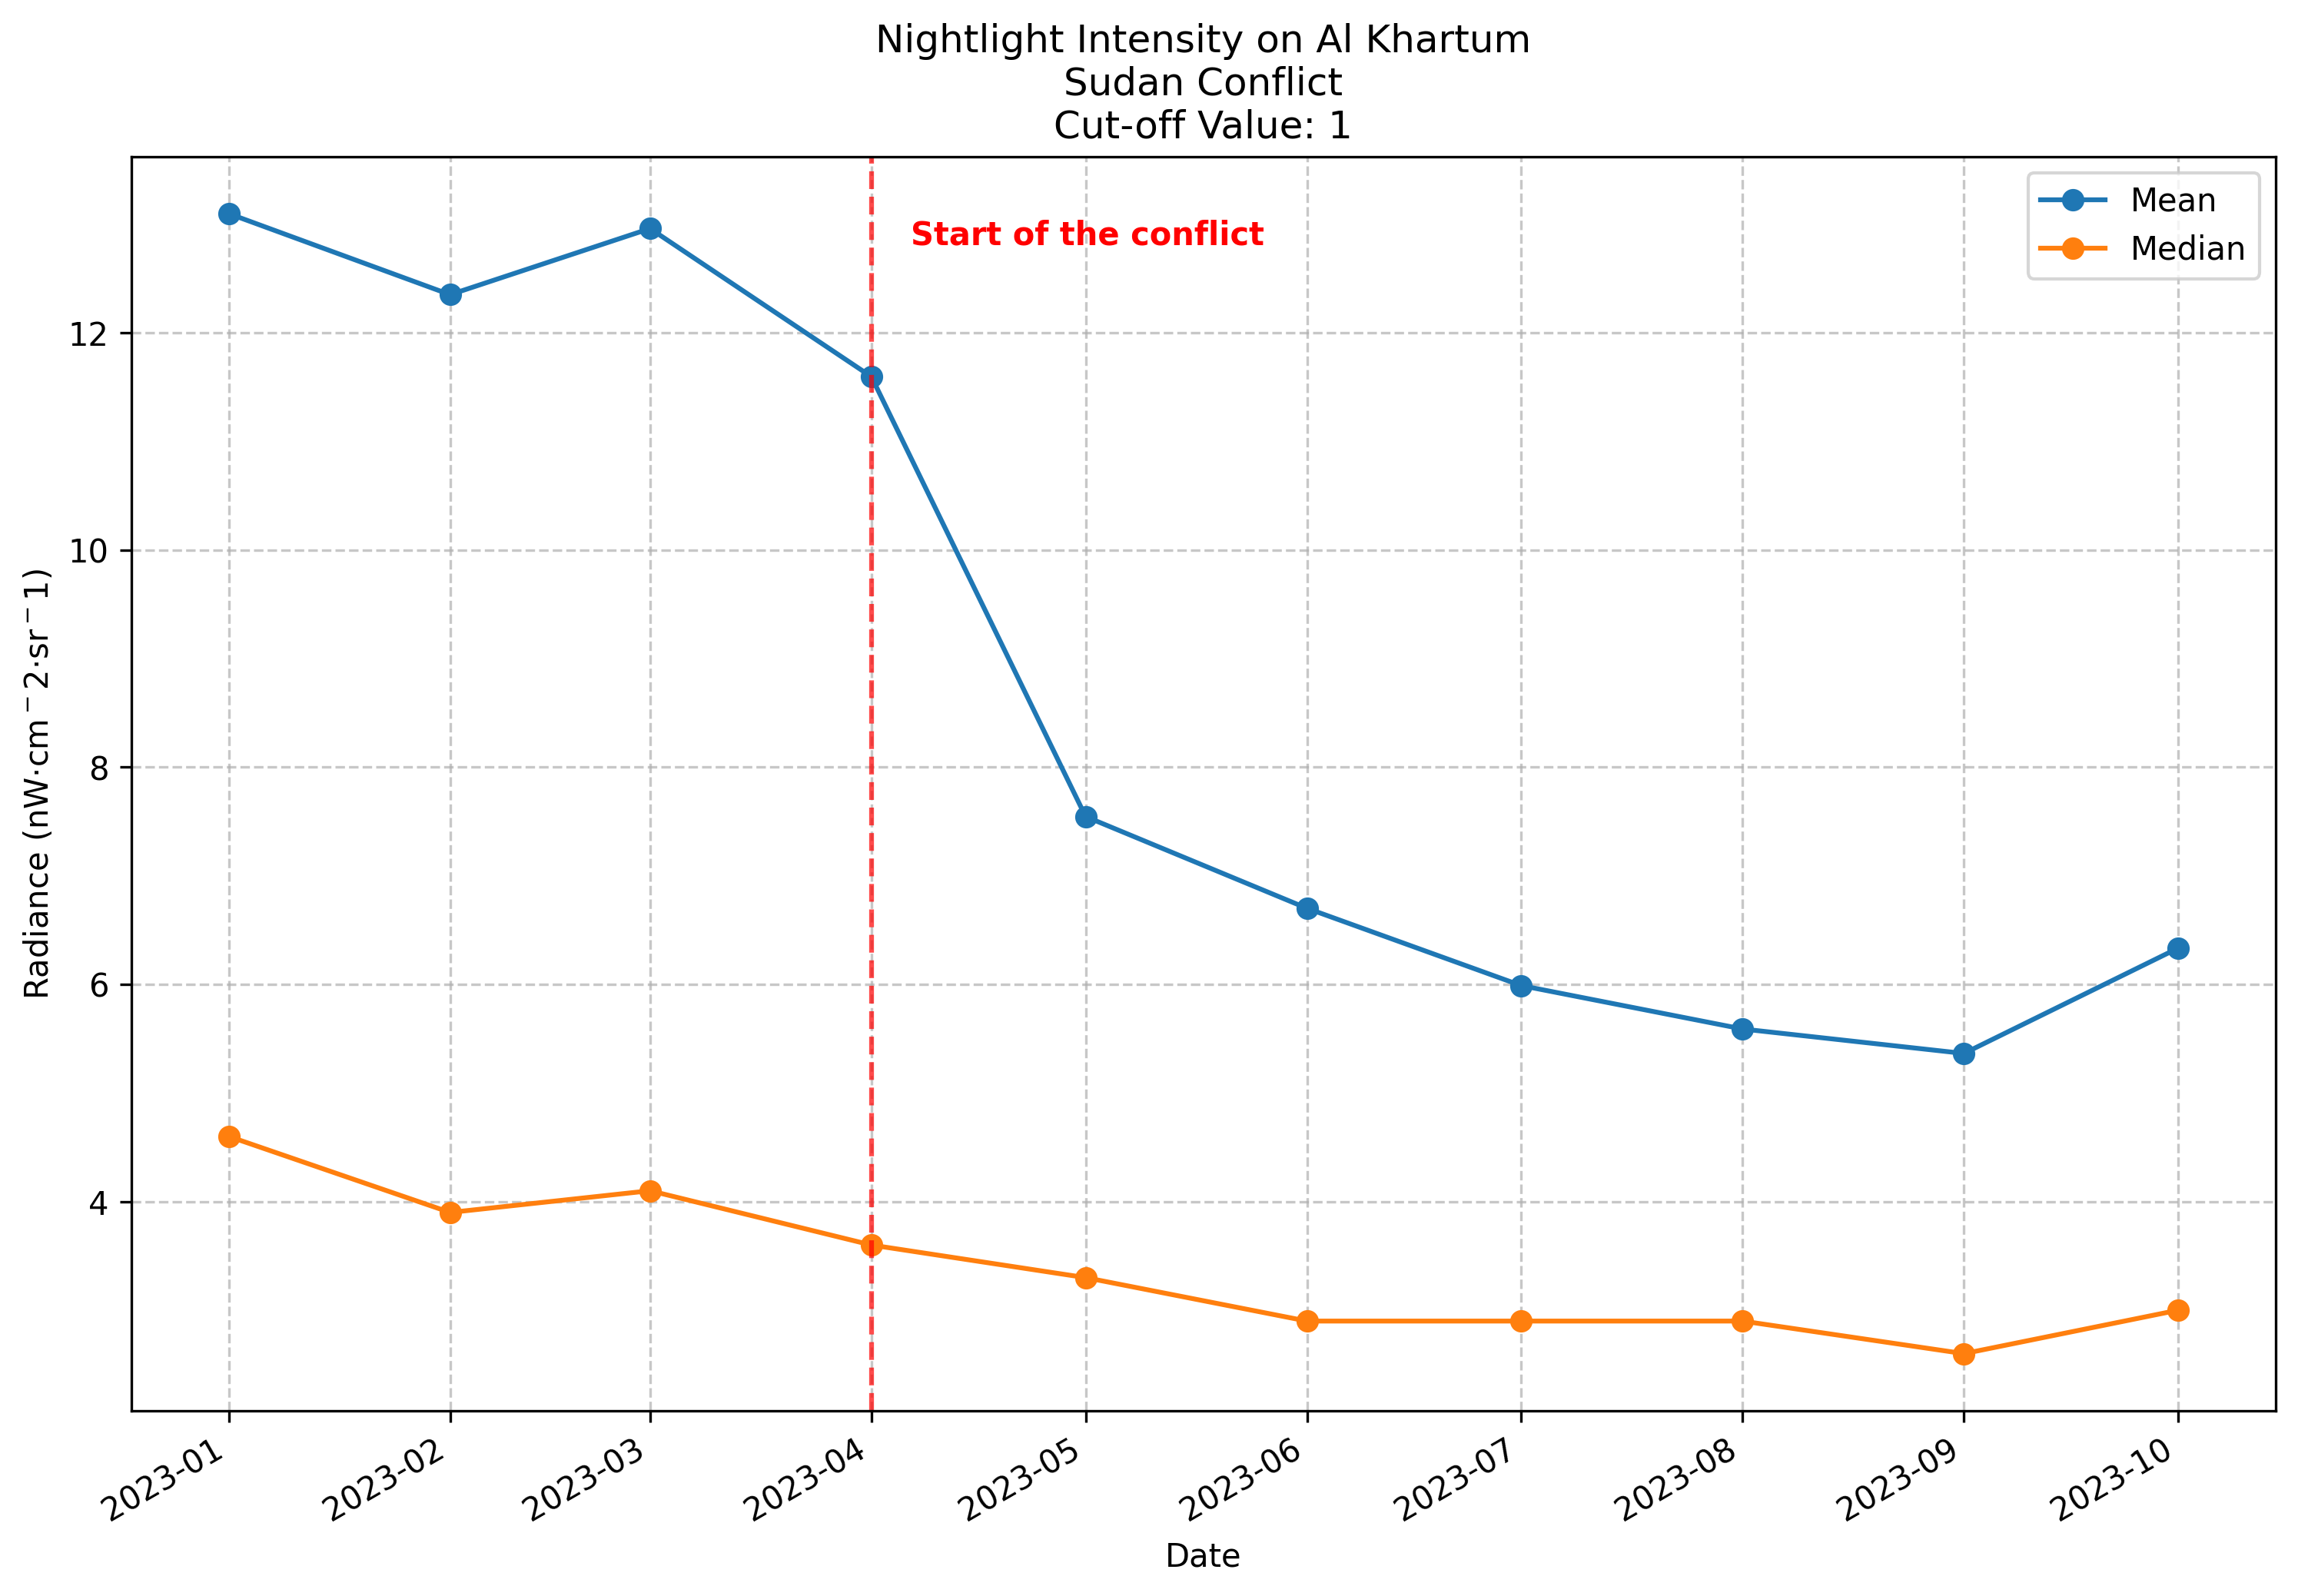 Nightlight Intensity on Al Khartum
Sudan Conflict
Cut-off Value: 1
Start of the conflict
Mean
Median
12
10
8
6
4
Radiance (nW·cm⁻2·sr⁻1)
2023-01
2023-02
2023-03
2023-04
2023-05
2023-06
2023-07
2023-08
2023-09
2023-10
Date